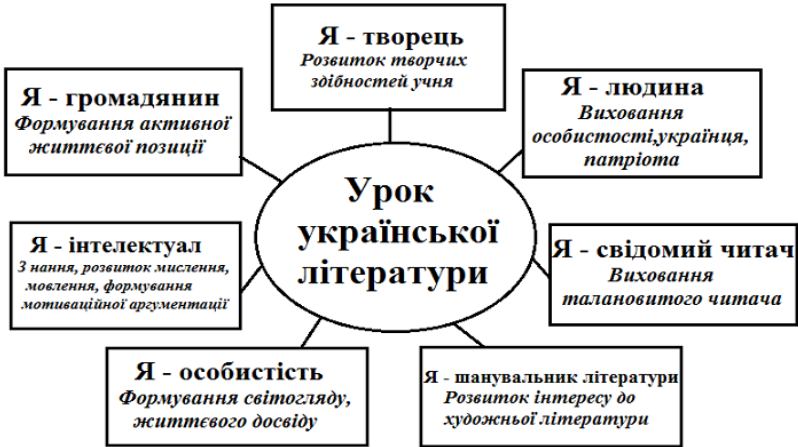 Я - творець
Розвиток творчих
здібностей учня
Я - громадянин
Формування активної
життєвої позиції
Я - людина
Виховання
особистості,українця,
патріота
Урок
української
літератури
Я - інтелектуал
З нання, розвиток мислення,
мовлення, формування
мотиваційної аргументації
Я - свідомий читач
Виховання
талановитого читача
Я - особистість
Формування світогляду,
життєвого досвіду
Я - шанувальник літератури
Розвиток інтересу до
художньої літератури